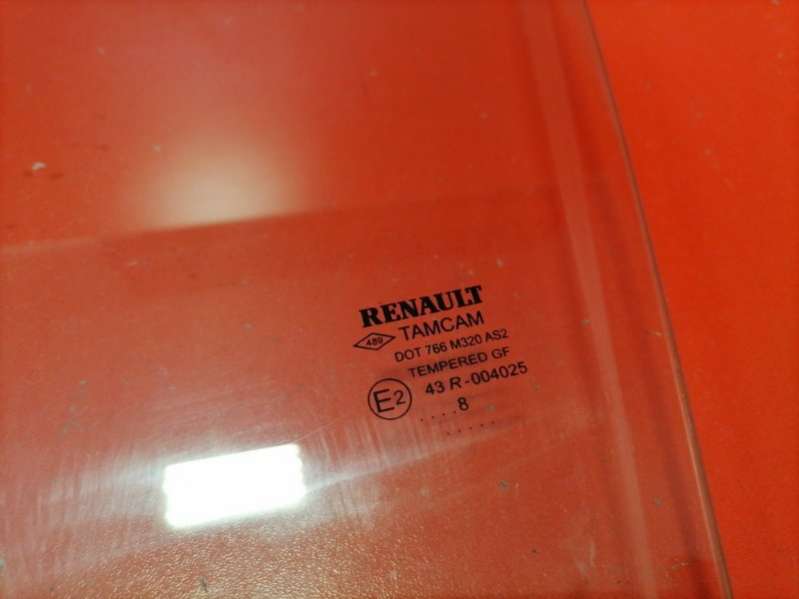 RENAULT
489 TAMCAM
DOT 766 M320 AS2
TEMPERED GF
E2 43 R-004025
....8
.....